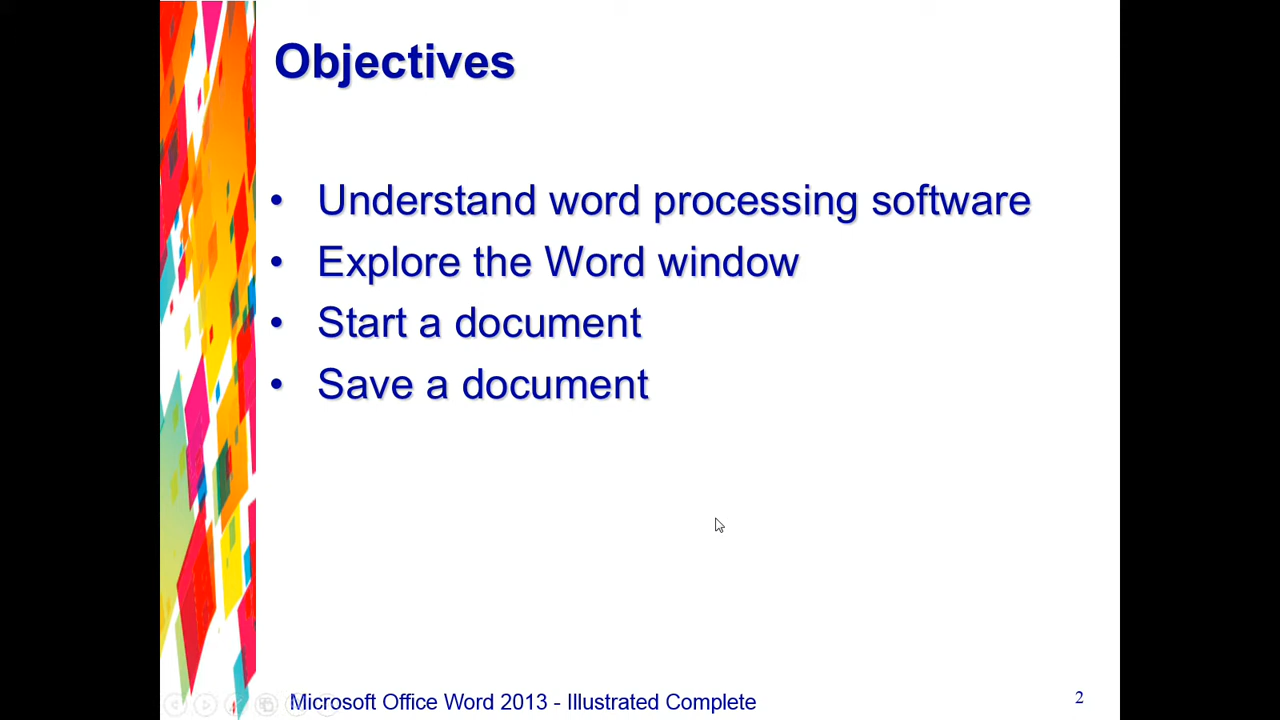 Objectives
• Understand word processing software
• Explore the Word window
• Start a document
• Save a document
Microsoft Office Word 2013 - Illustrated Complete
2